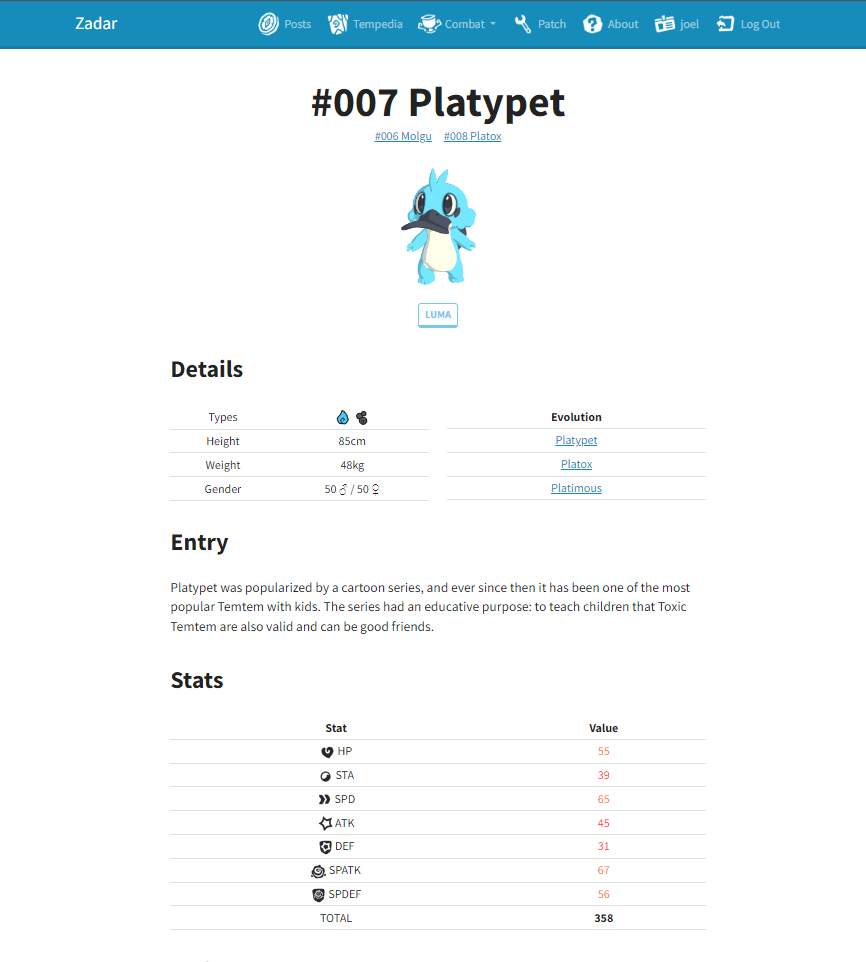 Zadar Posts Tempedia Combat Patch About joel Log Out
#007 Platypet
#006 Molgu #008 Platox
LUMA
Details
Types
Height 85cm
Weight 48kg
Gender 50 ♂ / 50 ♀
Evolution
Platypet
Platox
Platimous
Entry
Platypet was popularized by a cartoon series, and ever since then it has been one of the most
popular Temtem with kids. The series had an educative purpose: to teach children that Toxic
Temtem are also valid and can be good friends.
Stats
Stat Value
HP 55
STA 39
SPD 65
ATK 45
DEF 31
SPATK 67
SPDEF 56
TOTAL 358